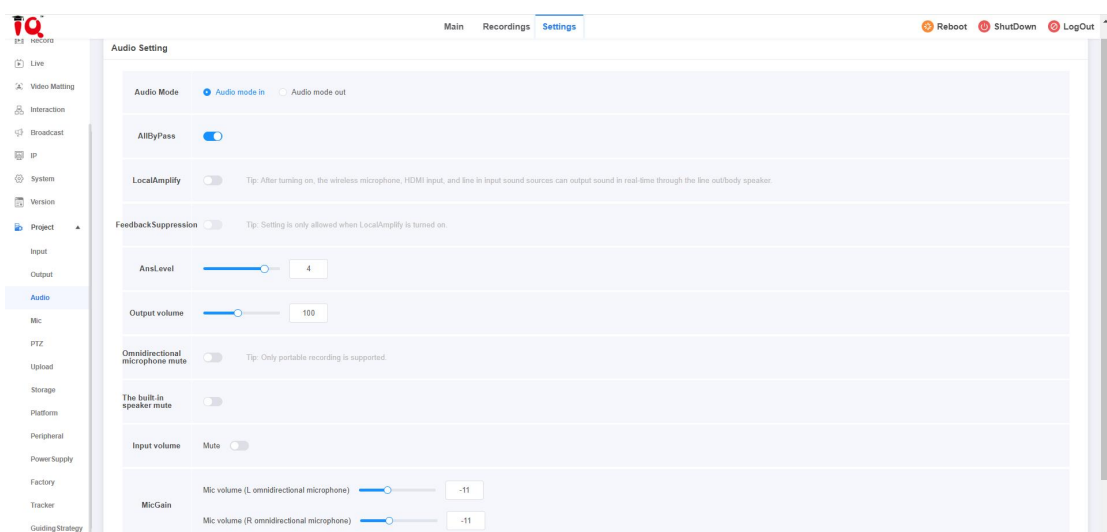 IQ
Main Recordings Settings
Reboot ShutDown LogOut
Record
Live
Video Matting
Interaction
Broadcast
IP
System
Version
Project
Input
Output
Audio
Mic
PTZ
Upload
Storage
Platform
Peripheral
PowerSupply
Factory
Tracker
Guiding Strategy
Audio Setting
Audio Mode Audio mode in Audio mode out
AllByPass
LocalAmplify Tip: After turning on, the wireless microphone, HDMI input, and line in input sound sources can output sound in real-time through the line out/body speaker.
FeedbackSuppression Tip: Setting is only allowed when LocalAmplify is turned on.
AnsLevel 4
Output volume 100
Omnidirectional
microphone mute Tip: Only portable recording is supported.
The built-in
speaker mute
Input volume Mute
MicGain
Mic volume (L omnidirectional microphone) -11
Mic volume (R omnidirectional microphone) -11